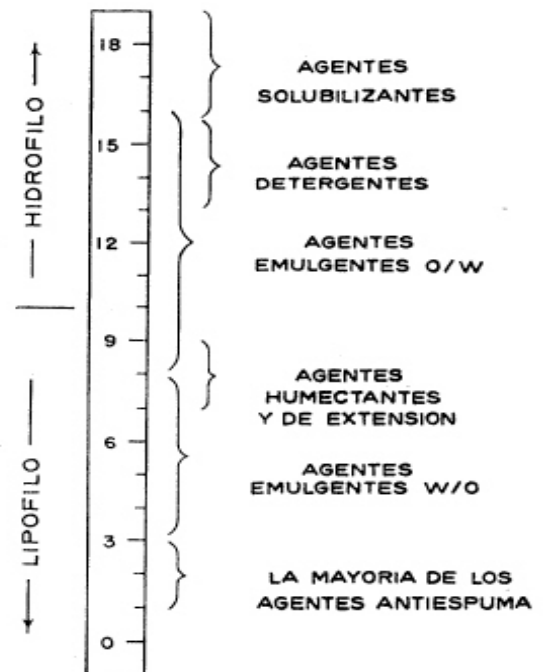 HIDROFILO
LIPOFILO
18
15
12
9
6
3
0
AGENTES
SOLUBILIZANTES
AGENTES
DETERGENTES
AGENTES
EMULGENTES O/W
AGENTES
HUMECTANTES
Y DE EXTENSION
AGENTES
EMULGENTES W/O
LA MAYORIA DE LOS
AGENTES ANTIESPUMA